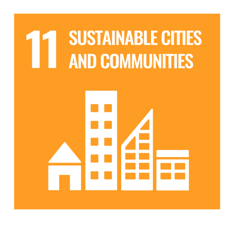 11 SUSTAINABLE CITIES
AND COMMUNITIES